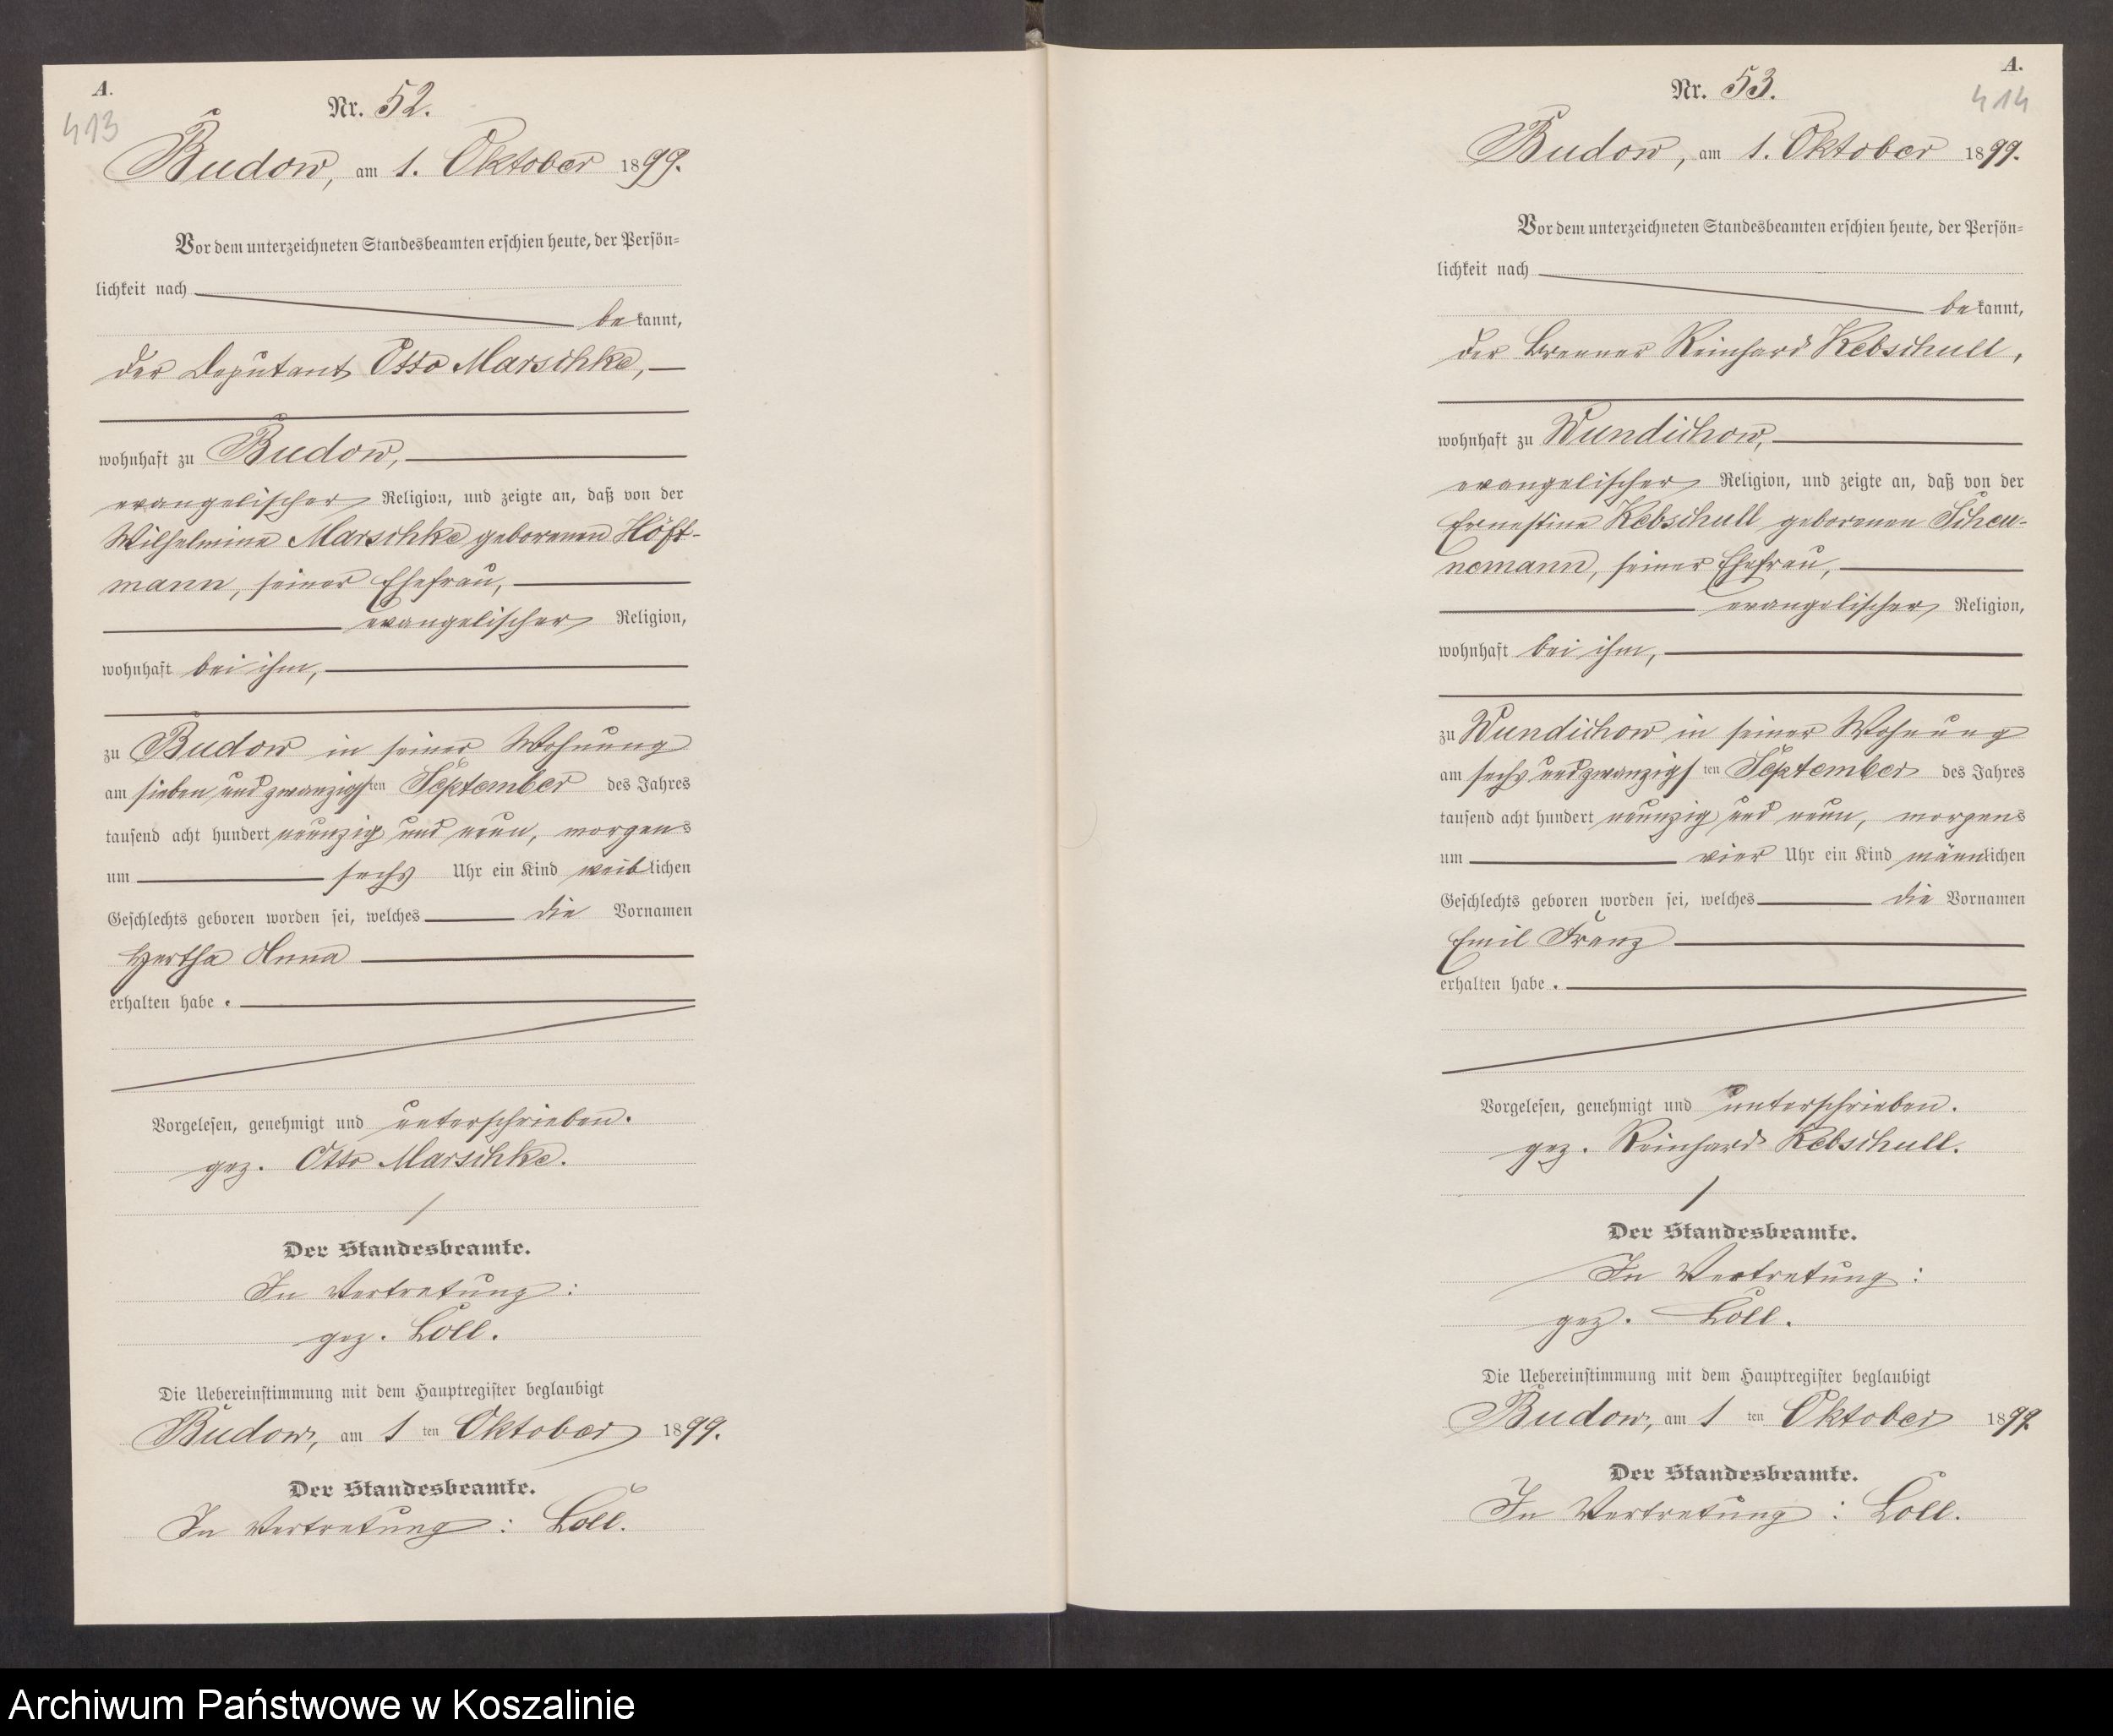 A.
413
Nr. 52.
Budow, am 1. Oktober 1899.
Vor dem unterzeichneten Standesbeamten erschien heute, der Persön=
lichkeit nach
bekannt,
der Deputant Otto Marschke,
wohnhaft zu Budow,
evangelischer Religion, und zeigte an, daß von der
Wilhelmine Marschke geborenen Höft-
mann, seiner Ehefrau,
evangelischer Religion,
wohnhaft bei ihm,
zu Budow in seiner Wohnung
am sieben und zwanzigsten September des Jahres
tausend acht hundert neunzig und neun, morgens
um sechs Uhr ein Kind weiblichen
Geschlechts geboren worden sei, welches die Vornamen
Hertha Anna
erhalten habe.
Vorgelesen, genehmigt und unterschrieben.
gez. Otto Marschke.
Der Standesbeamte.
In Vertretung:
gez. Loll.
Die Uebereinstimmung mit dem Hauptregister beglaubigt
Budow, am 1 ten Oktober 1899.
Der Standesbeamte.
In Vertretung: Loll.
A.
414
Nr. 53.
Budow, am 1. Oktober 1899.
Vor dem unterzeichneten Standesbeamten erschien heute, der Persön=
lichkeit nach
bekannt,
der Brenner Reinhard Kebschull,
wohnhaft zu Wundichow,
evangelischer Religion, und zeigte an, daß von der
Ernestine Kebschull geborenen Scheu-
nemann, seiner Ehefrau,
evangelischer Religion,
wohnhaft bei ihm,
zu Wundichow in seiner Wohnung
am sechs und zwanzigsten September des Jahres
tausend acht hundert neunzig und neun, morgens
um vier Uhr ein Kind männlichen
Geschlechts geboren worden sei, welches die Vornamen
Emil Franz
erhalten habe.
Vorgelesen, genehmigt und unterschrieben.
gez. Reinhard Kebschull.
Der Standesbeamte.
In Vertretung:
gez. Loll.
Die Uebereinstimmung mit dem Hauptregister beglaubigt
Budow, am 1 ten Oktober 1899
Der Standesbeamte.
In Vertretung: Loll.
Archiwum Państwowe w Koszalinie